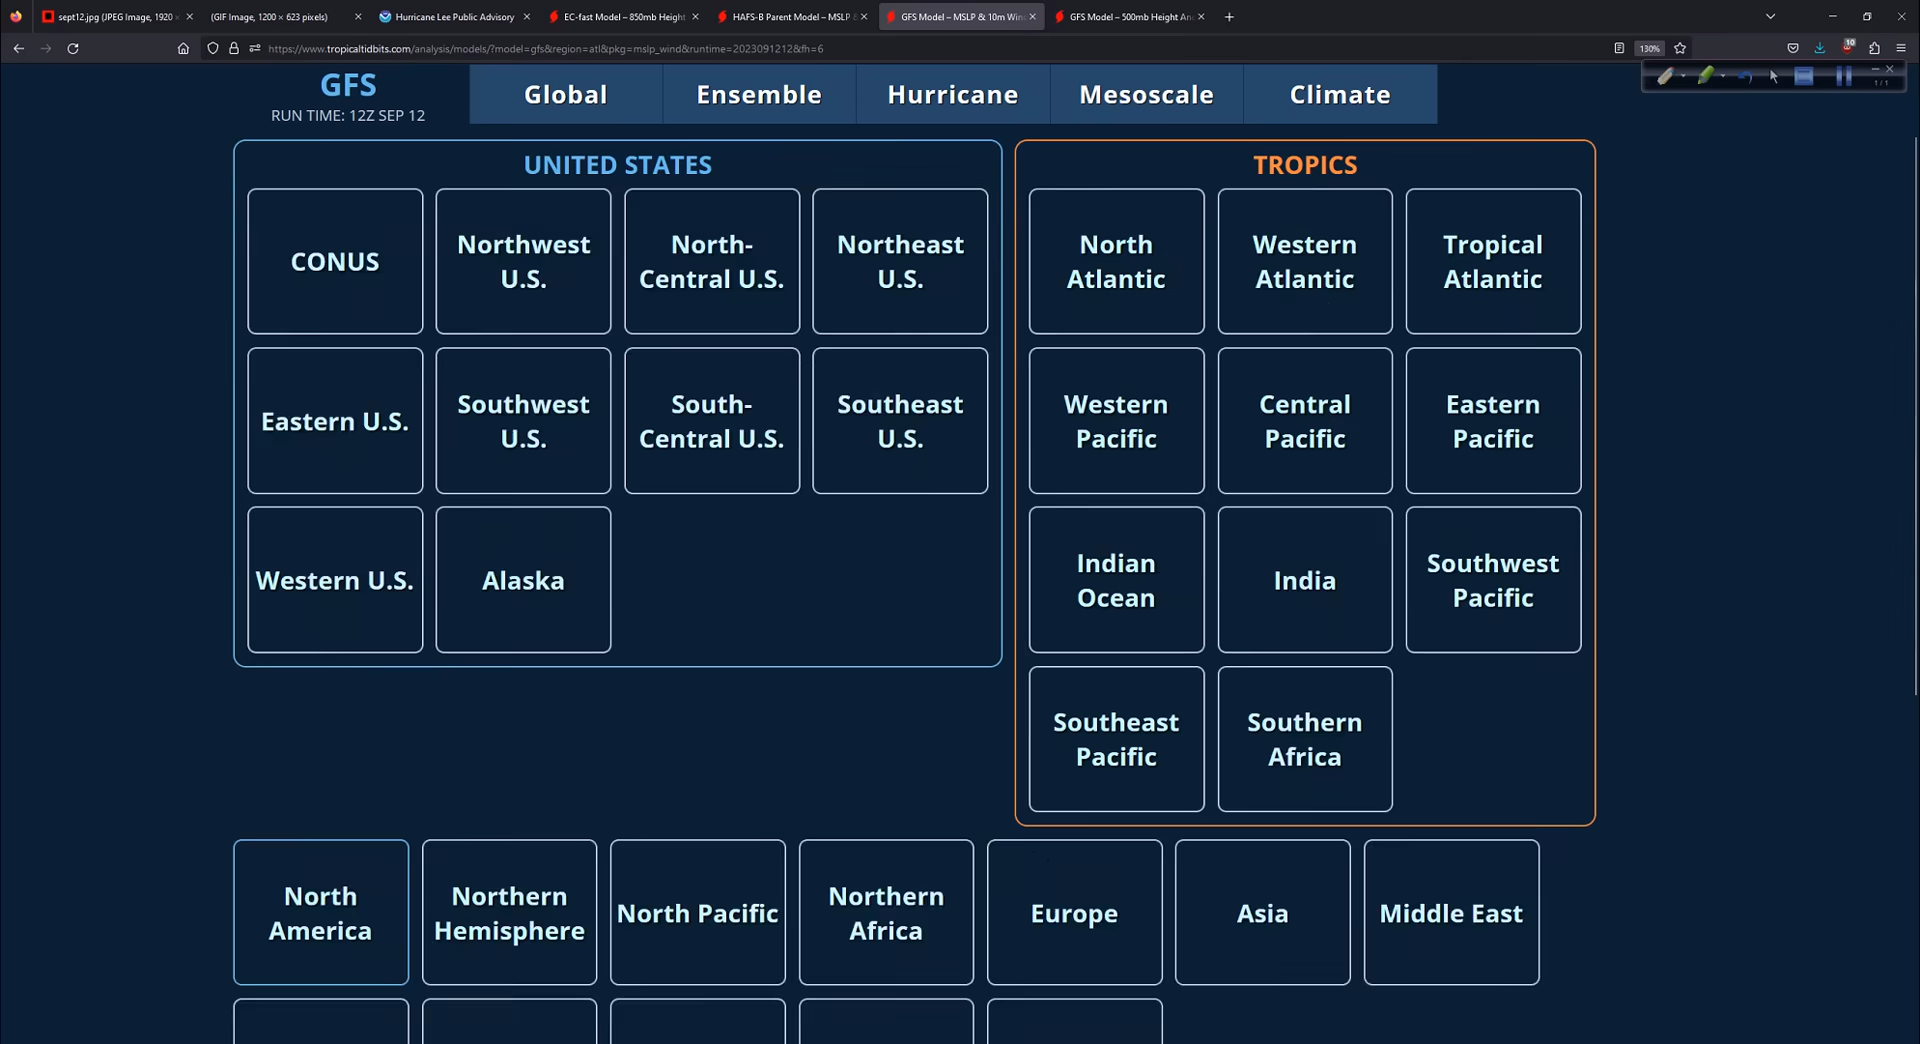 sept12.jpg (JPEG Image, 1920 ×
(GIF Image, 1200 × 623 pixels)
Hurricane Lee Public Advisory
EC-fast Model – 850mb Height
HAFS-B Parent Model – MSLP &
GFS Model – MSLP & 10m Win
GFS Model – 500mb Height An
https://www.tropicaltidbits.com/analysis/models/?model=gfs&region=atl&pkg=mslp_wind&runtime=2023091212&fh=6
130%
10
1/1
GFS
RUN TIME: 12Z SEP 12
Global
Ensemble
Hurricane
Mesoscale
Climate
UNITED STATES
CONUS
Northwest
U.S.
North-
Central U.S.
Northeast
U.S.
Eastern U.S.
Southwest
U.S.
South-
Central U.S.
Southeast
U.S.
Western U.S.
Alaska
TROPICS
North
Atlantic
Western
Atlantic
Tropical
Atlantic
Western
Pacific
Central
Pacific
Eastern
Pacific
Indian
Ocean
India
Southwest
Pacific
Southeast
Pacific
Southern
Africa
North
America
Northern
Hemisphere
North Pacific
Northern
Africa
Europe
Asia
Middle East